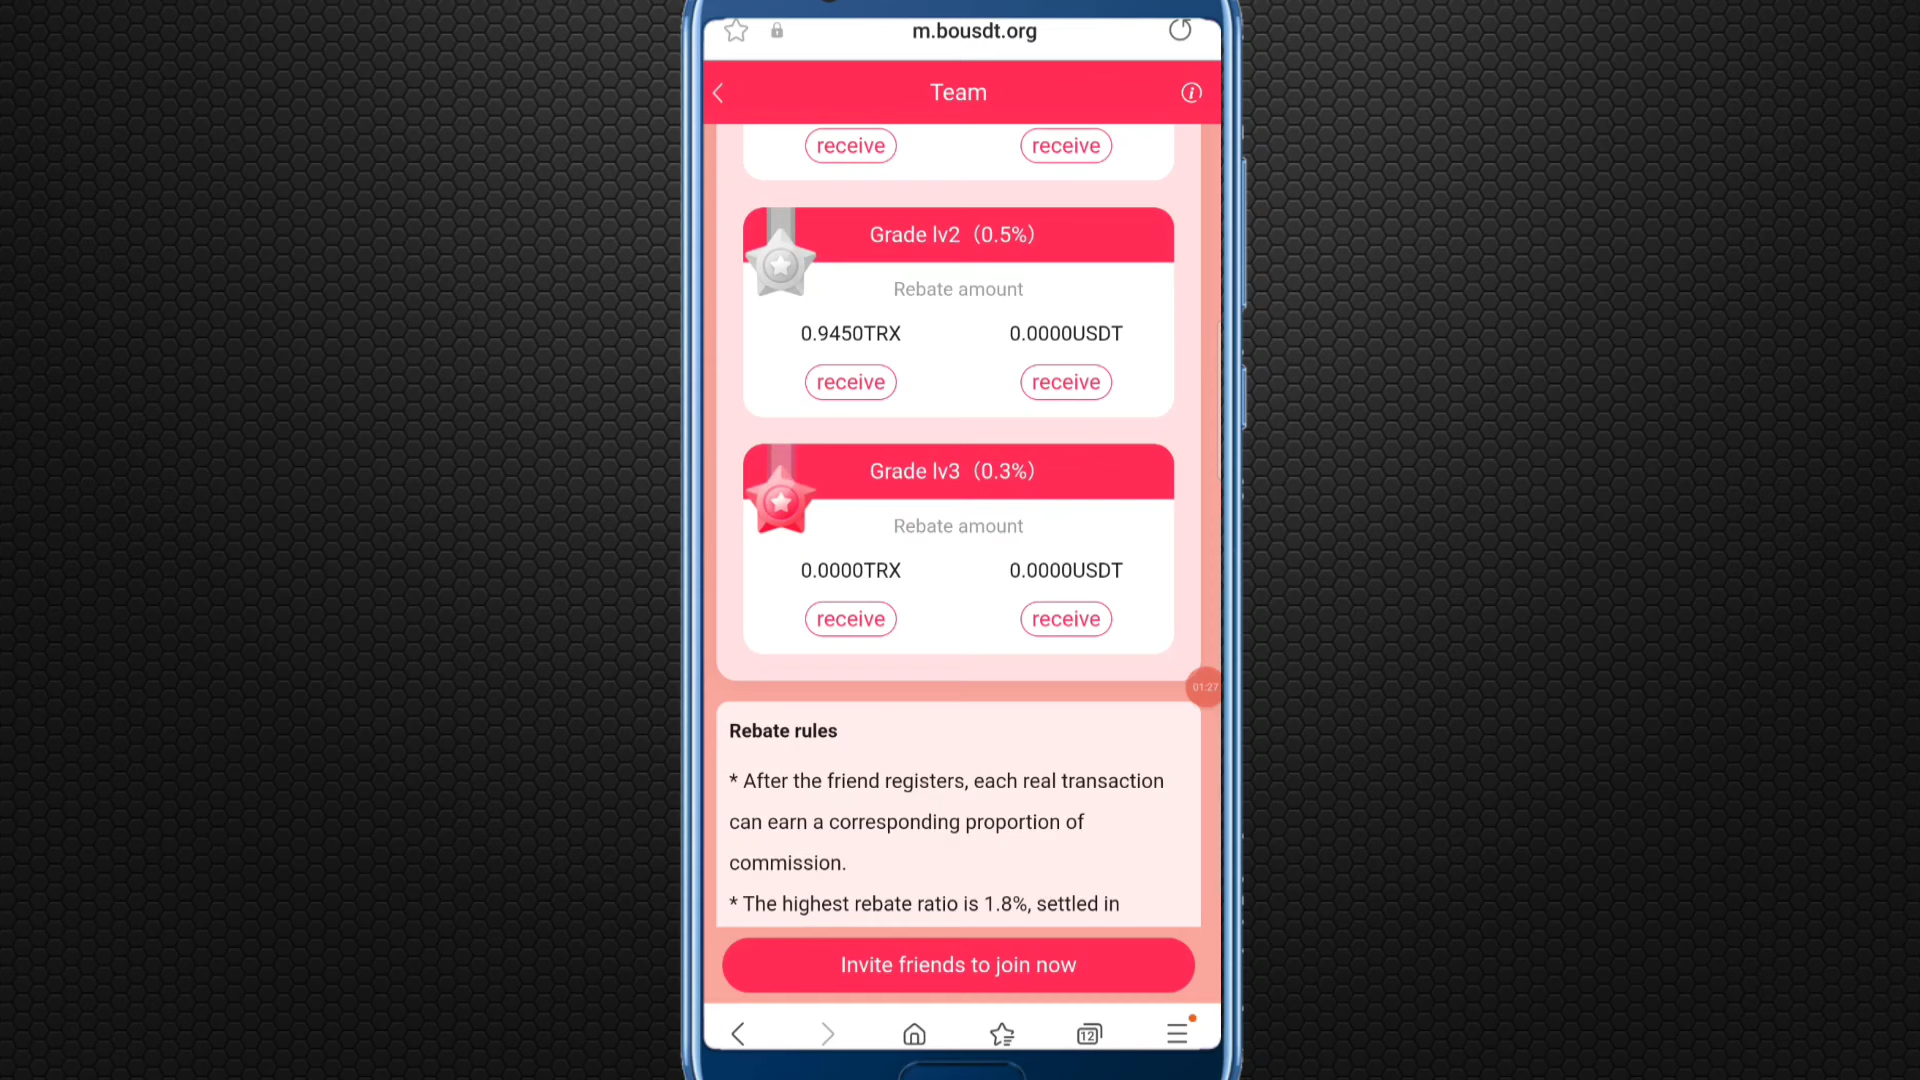 m.bousdt.org
Team
receive receive
Grade lv2（0.5%）
Rebate amount
0.9450TRX 0.0000USDT
receive receive
Grade lv3（0.3%）
Rebate amount
0.0000TRX 0.0000USDT
receive receive
01:27
Rebate rules
* After the friend registers, each real transaction
can earn a corresponding proportion of
commission.
* The highest rebate ratio is 1.8%, settled in
Invite friends to join now
12